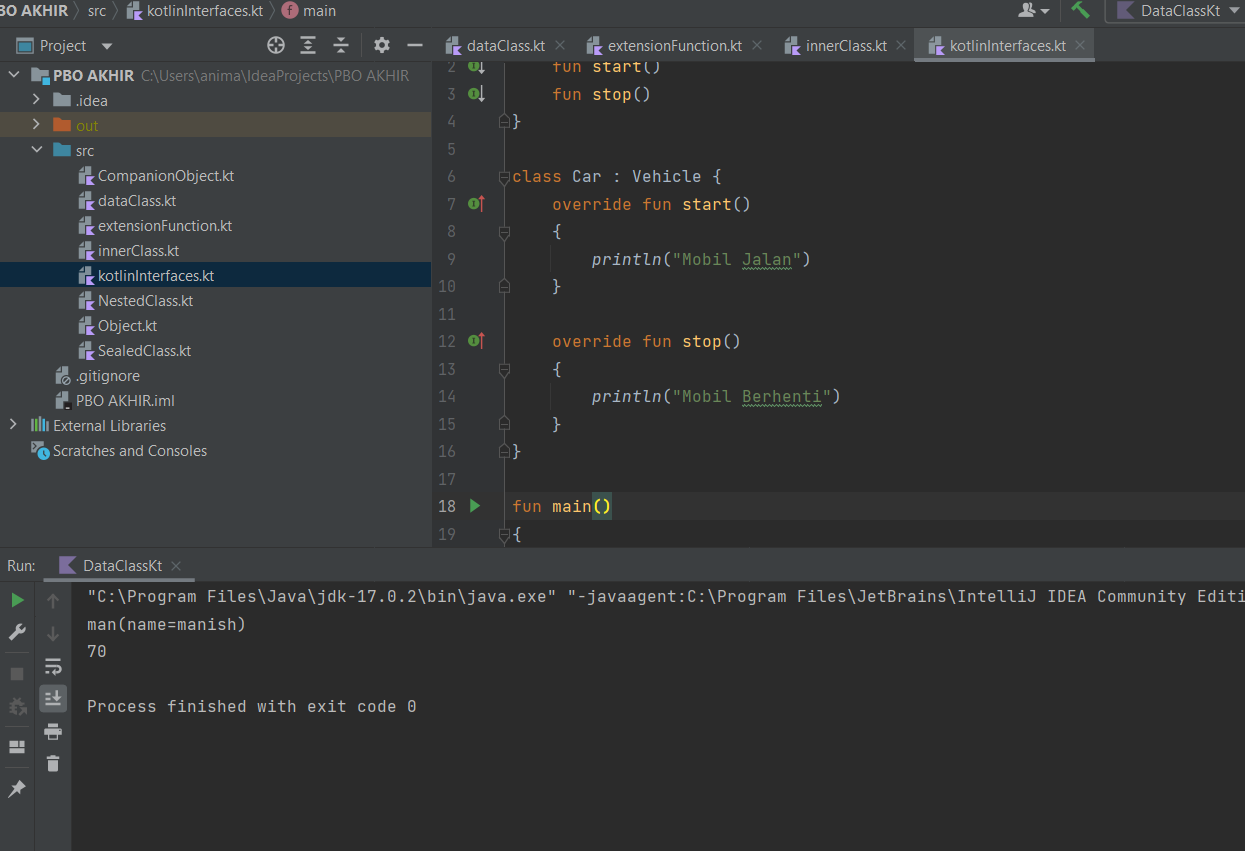 PBO AKHIR src kotlinInterfaces.kt main DataClassKt
Project
dataClass.kt extensionFunction.kt innerClass.kt kotlinInterfaces.kt
PBO AKHIR C:\Users\anima\IdeaProjects\PBO AKHIR
.idea
out
src
CompanionObject.kt
dataClass.kt
extensionFunction.kt
innerClass.kt
kotlinInterfaces.kt
NestedClass.kt
Object.kt
SealedClass.kt
.gitignore
PBO AKHIR.iml
External Libraries
Scratches and Consoles
2 fun start()
3 fun stop()
4 }
5
6 class Car : Vehicle {
7 override fun start()
8 {
9 println("Mobil Jalan")
10 }
11
12 override fun stop()
13 {
14 println("Mobil Berhenti")
15 }
16 }
17
18 fun main()
19 {
Run: DataClassKt
"C:\Program Files\Java\jdk-17.0.2\bin\java.exe" "-javaagent:C:\Program Files\JetBrains\IntelliJ IDEA Community Editi
man(name=manish)
70
Process finished with exit code 0